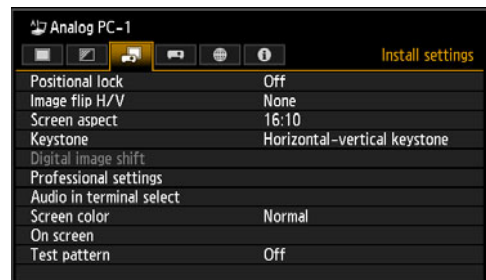 Analog PC-1
Install settings
Positional lock Off
Image flip H/V None
Screen aspect 16:10
Keystone Horizontal-vertical keystone
Digital image shift
Professional settings
Audio in terminal select
Screen color Normal
On screen
Test pattern Off